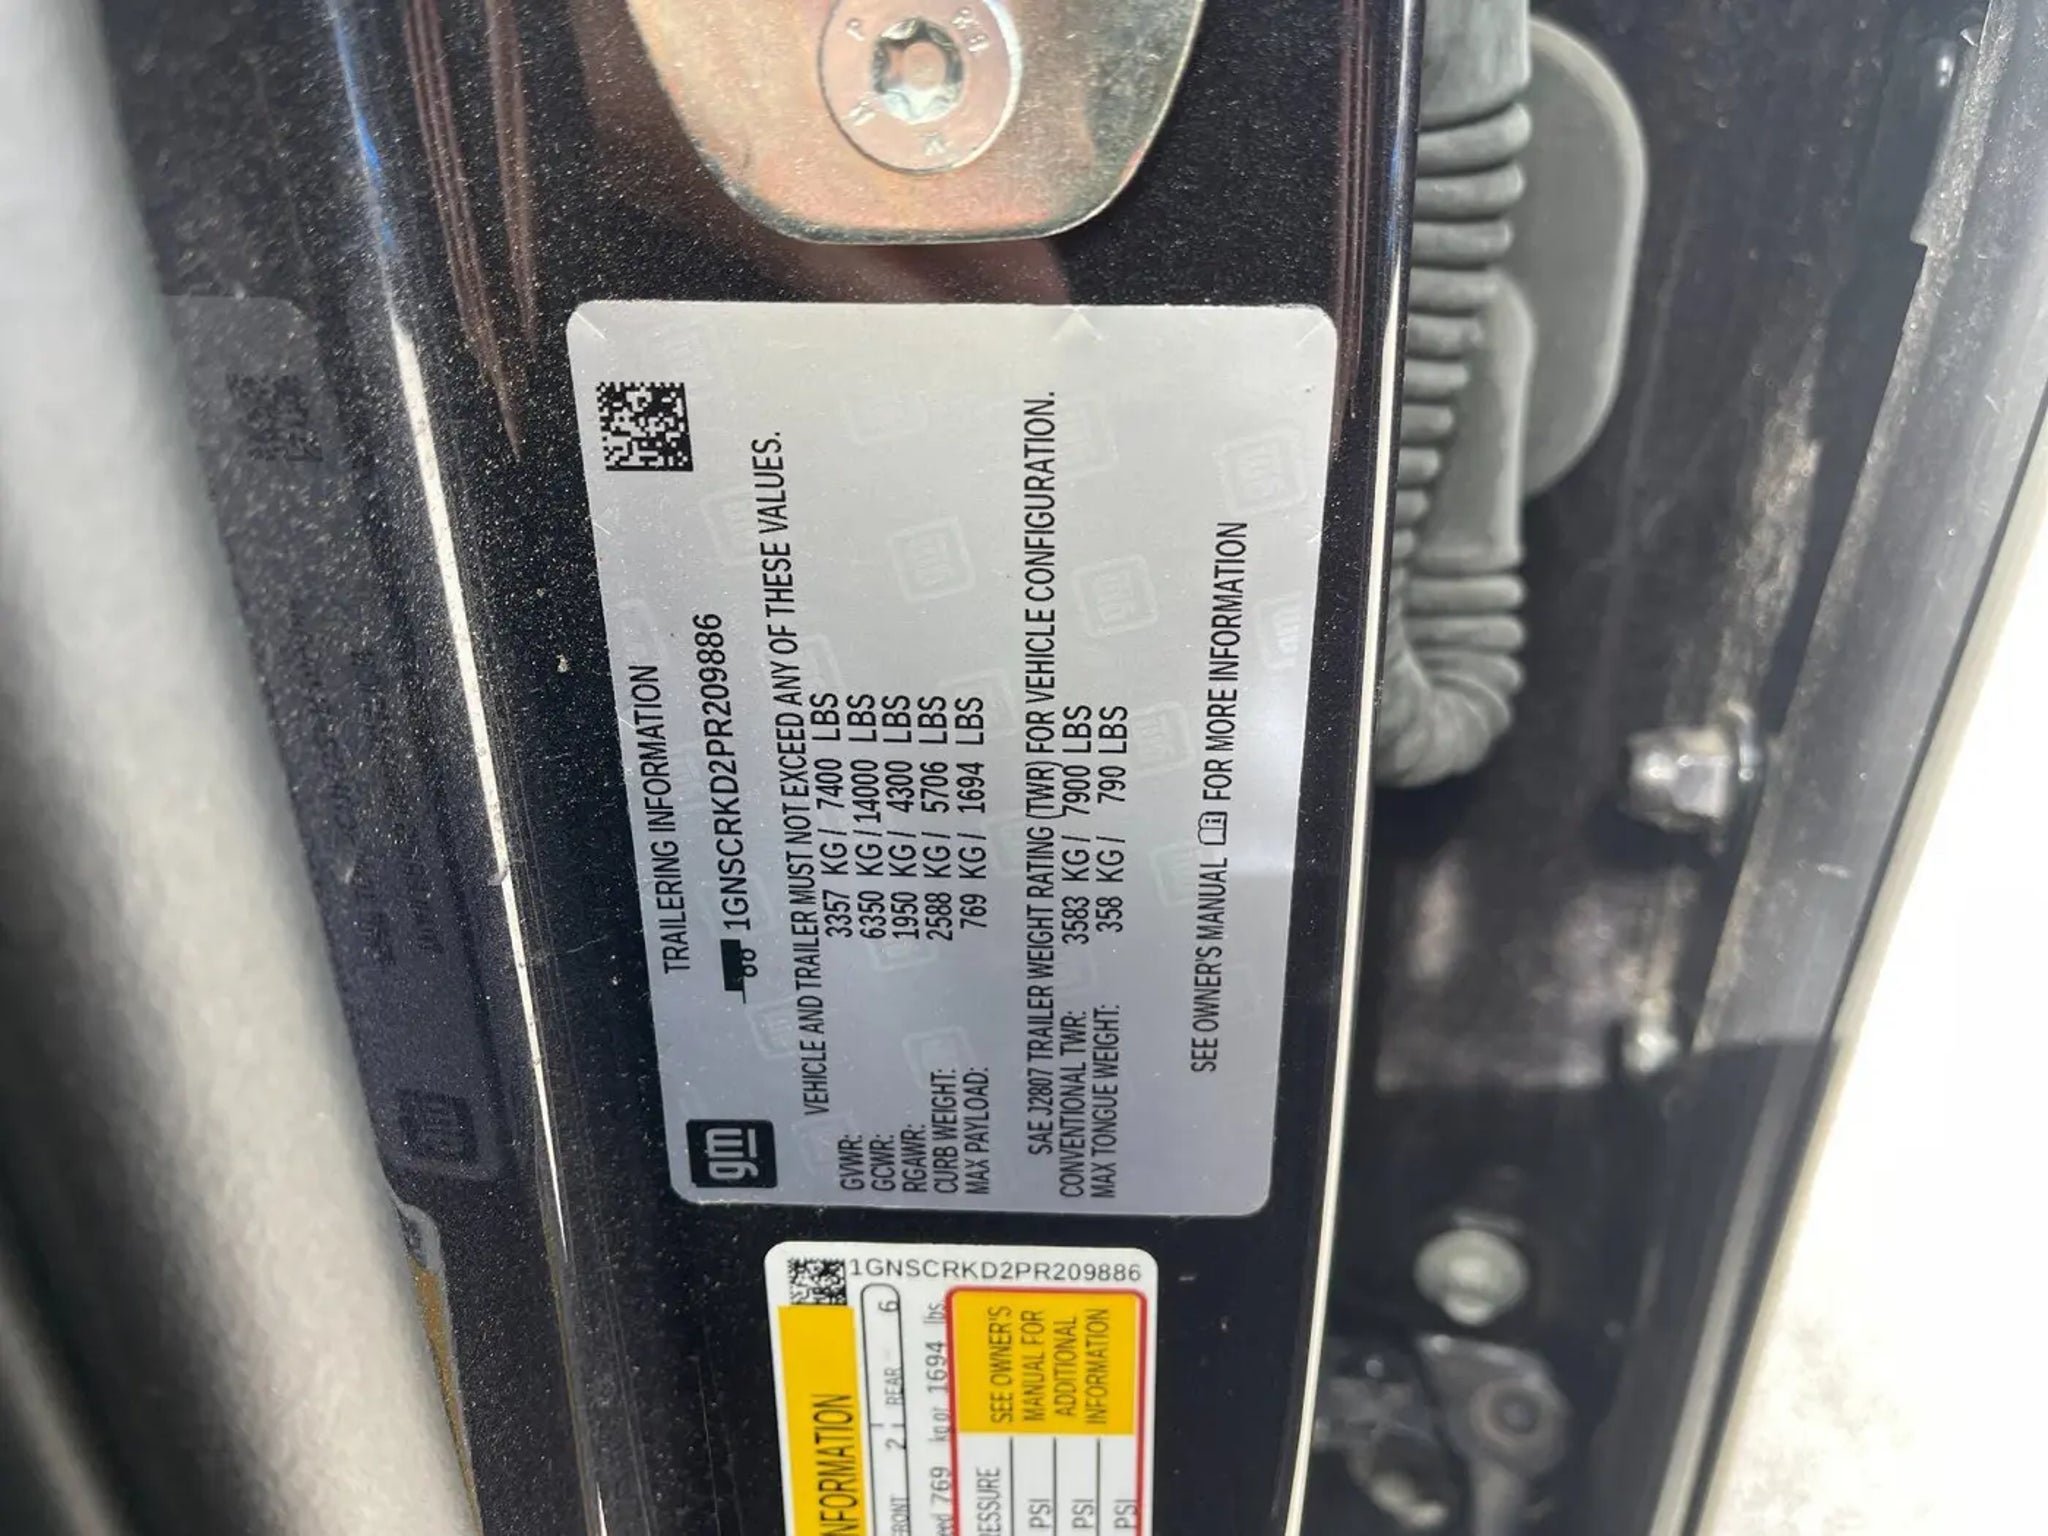 TRAILERING INFORMATION
1GNSCRKD2PR209886
gm
VEHICLE AND TRAILER MUST NOT EXCEED ANY OF THESE VALUES.
GVWR: 3357 KG / 7400 LBS
GCWR: 6350 KG / 14000 LBS
RGAWR: 1950 KG / 4300 LBS
CURB WEIGHT: 2588 KG / 5706 LBS
MAX PAYLOAD: 769 KG / 1694 LBS
SAE J2807 TRAILER WEIGHT RATING (TWR) FOR VEHICLE CONFIGURATION.
CONVENTIONAL TWR: 3583 KG / 7900 LBS
MAX TONGUE WEIGHT: 358 KG / 790 LBS
SEE OWNER'S MANUAL FOR MORE INFORMATION
1GNSCRKD2PR209886
NFORMATION
FRONT 2 REAR 6
769 kg or 1694 lbs.
SEE OWNER'S
MANUAL FOR
ADDITIONAL
INFORMATION
ESSURE
PSI
PSI
PSI